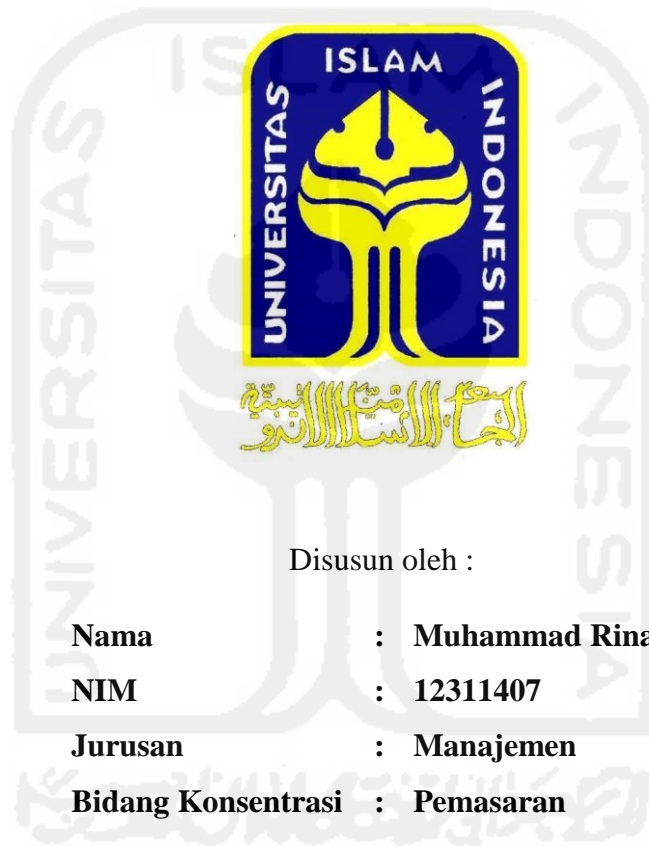 ISLAM
UNIVERSITAS
INDONESIA
Disusun oleh :
Nama : Muhammad Rina
NIM : 12311407
Jurusan : Manajemen
Bidang Konsentrasi : Pemasaran